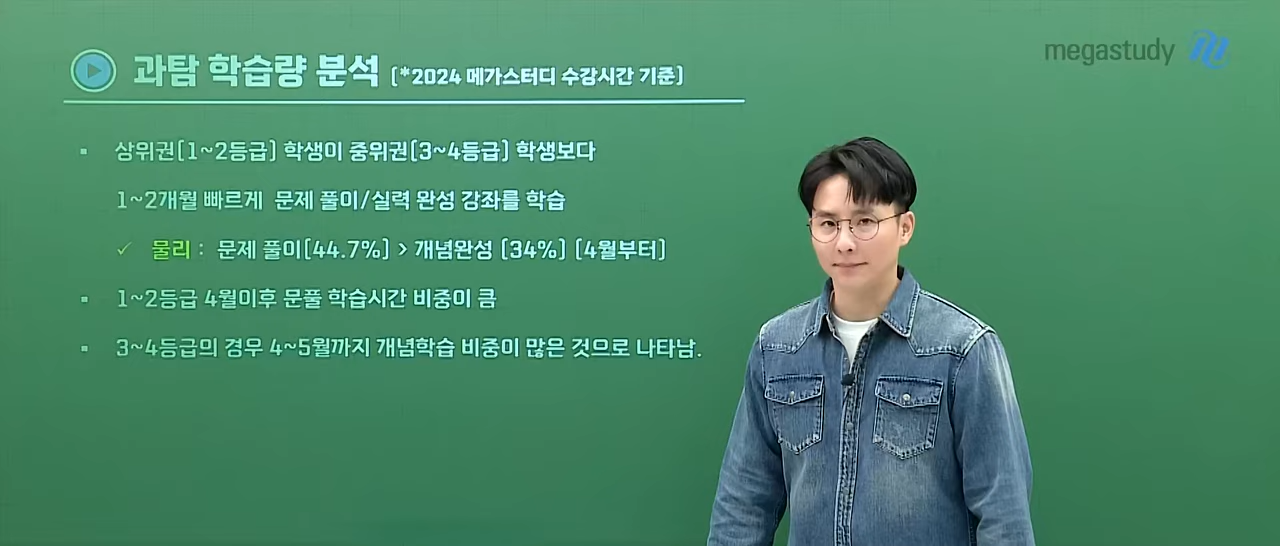 과탐 학습량 분석 [*2024 메가스터디 수강시간 기준]
megastudy
▪ 상위권[1~2등급] 학생이 중위권[3~4등급] 학생보다
1~2개월 빠르게 문제 풀이/실력 완성 강좌를 학습
✓ 물리 : 문제 풀이[44.7%] > 개념완성 [34%] [4월부터]
▪ 1~2등급 4월이후 문풀 학습시간 비중이 큼
▪ 3~4등급의 경우 4~5월까지 개념학습 비중이 많은 것으로 나타남.